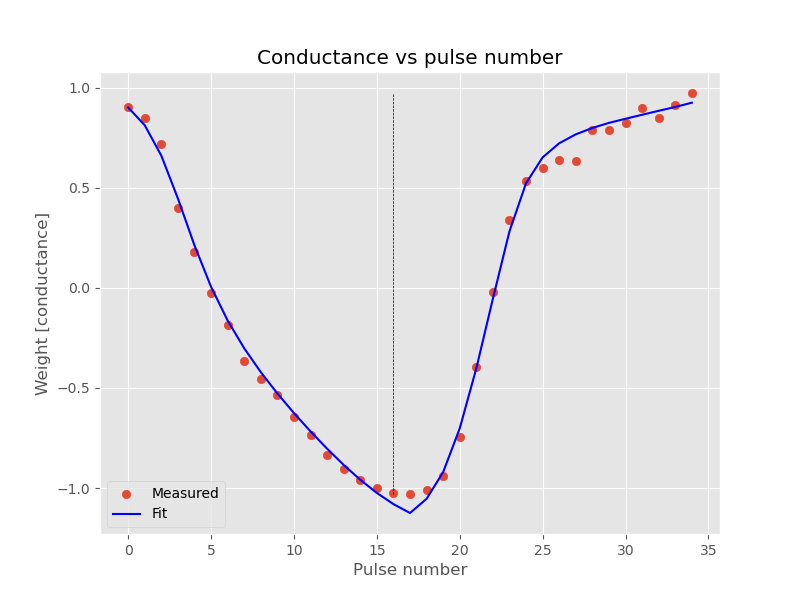 Conductance vs pulse number
1.0
0.5
0.0
−0.5
−1.0
Weight [conductance]
Measured
Fit
0 5 10 15 20 25 30 35
Pulse number